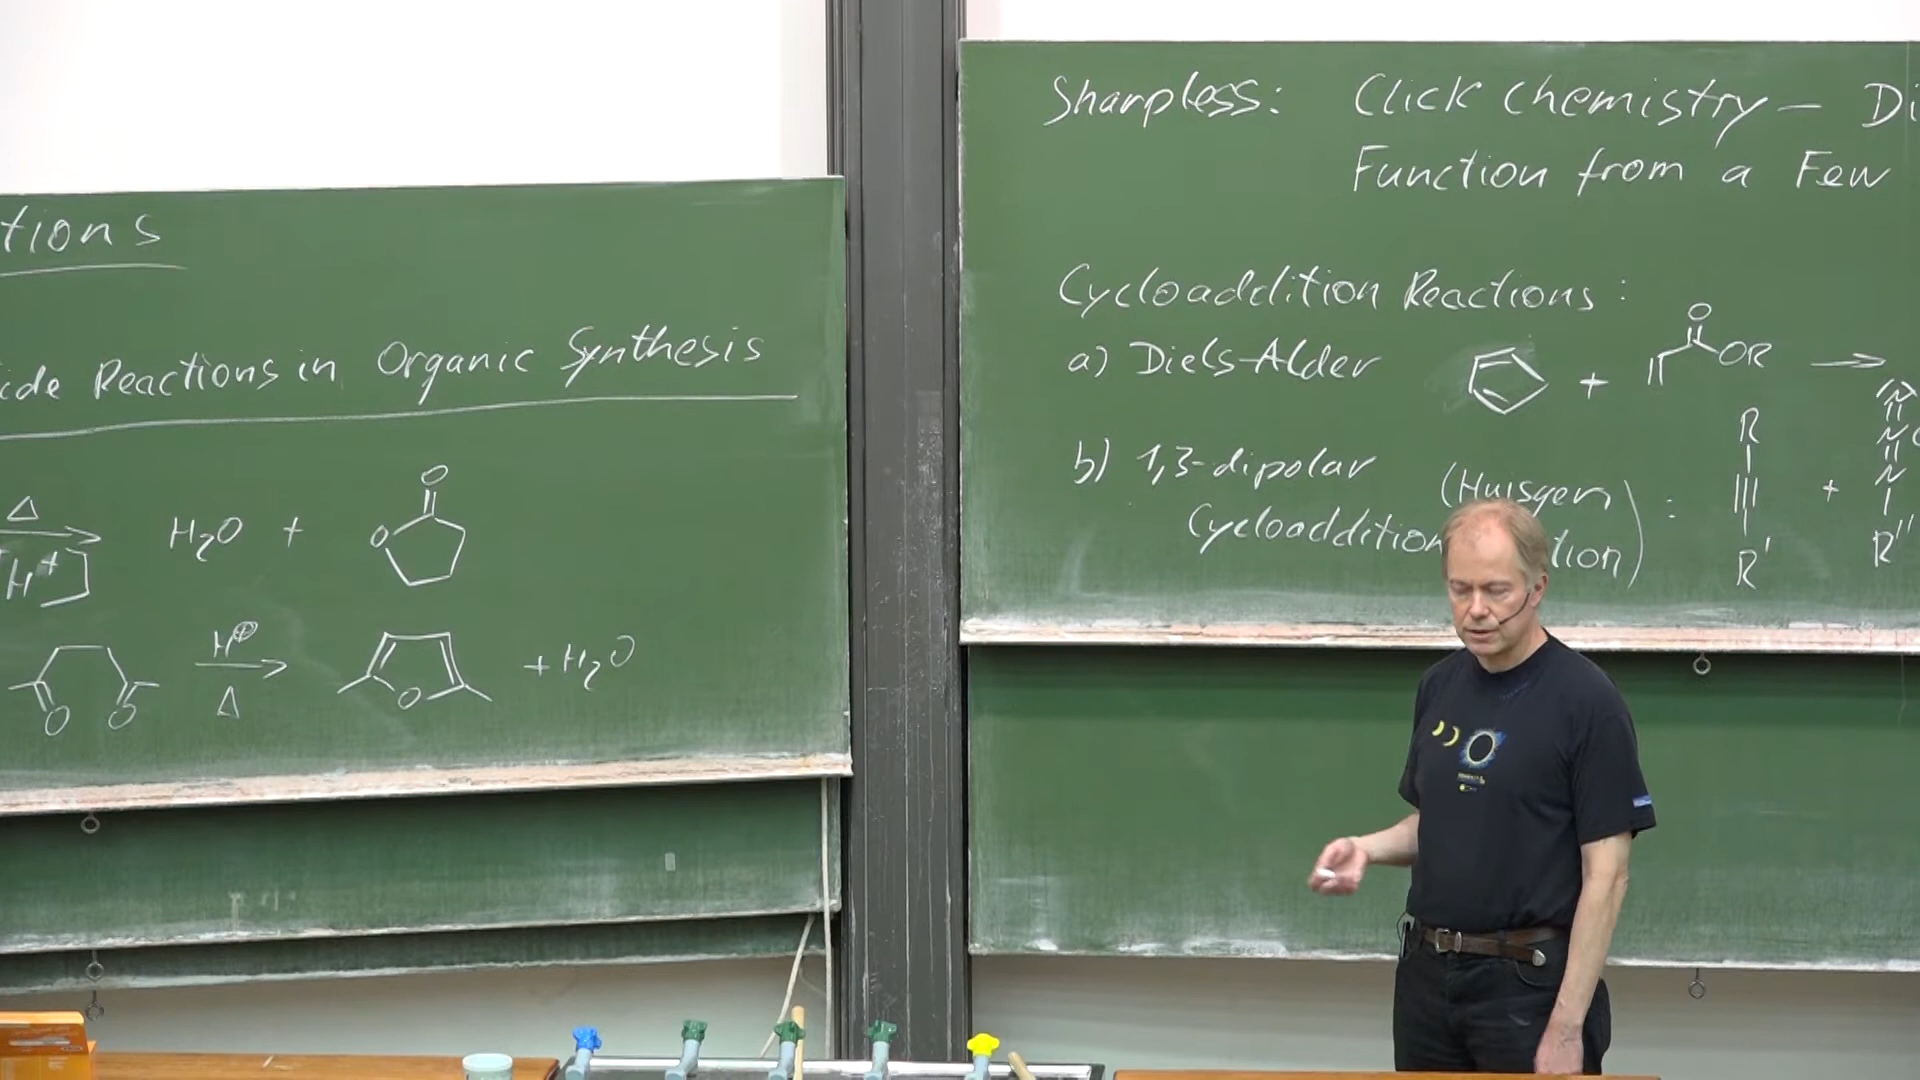 tions
ide Reactions in Organic Synthesis
Δ
H₂O +
O
O
H⁺]
H⊕
Δ
O O
O
+ H₂O
Sharpless: Click Chemistry – Di
Function from a Few
Cycloaddition Reactions:
a) Diels-Alder
+
O
OR
b) 1,3-dipolar
Cycloaddition
(Huisgen
tion) :
R
R'
+
N
N
N
R''